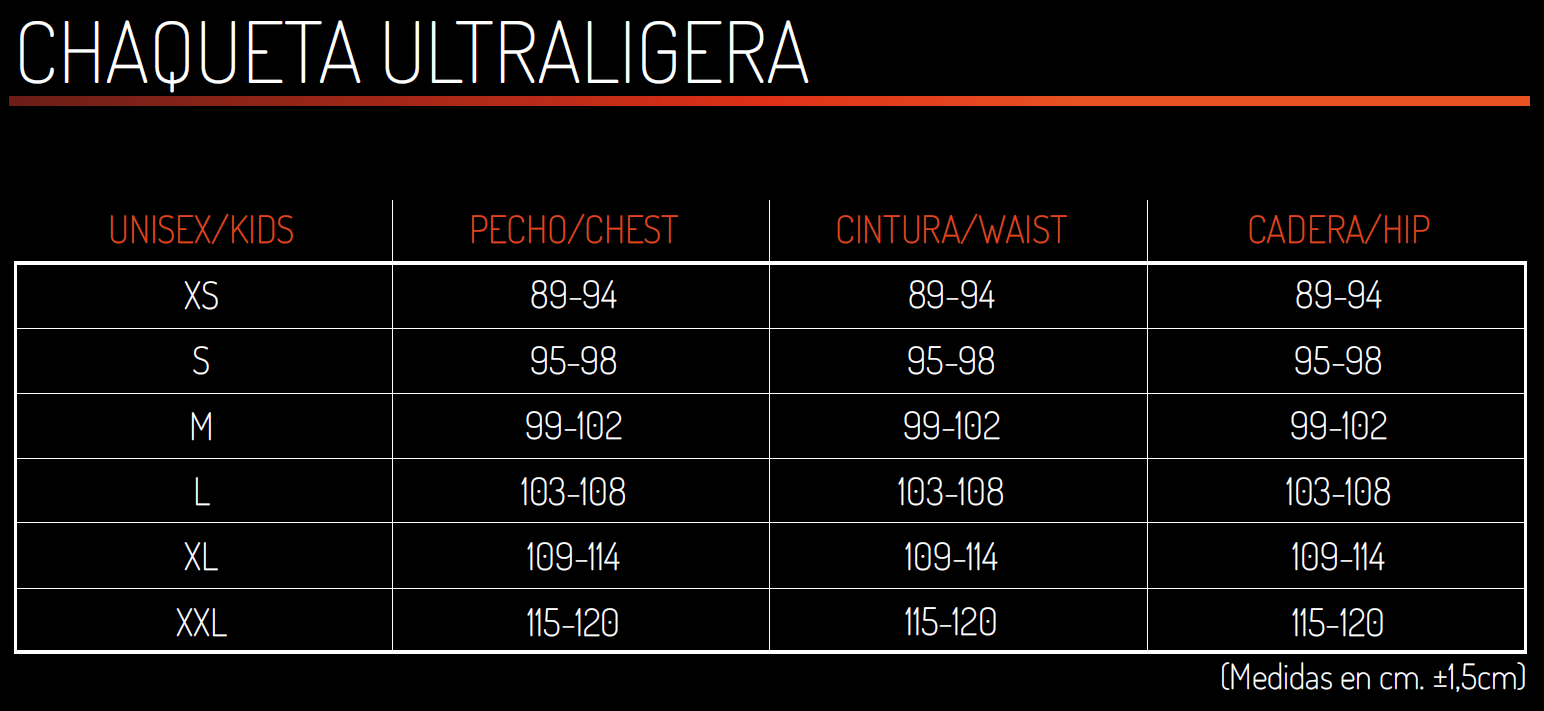 CHAQUETA ULTRALIGERA
UNISEX/KIDS PECHO/CHEST CINTURA/WAIST CADERA/HIP
XS 89-94 89-94 89-94
S 95-98 95-98 95-98
M 99-102 99-102 99-102
L 103-108 103-108 103-108
XL 109-114 109-114 109-114
XXL 115-120 115-120 115-120
(Medidas en cm. ±1,5cm)